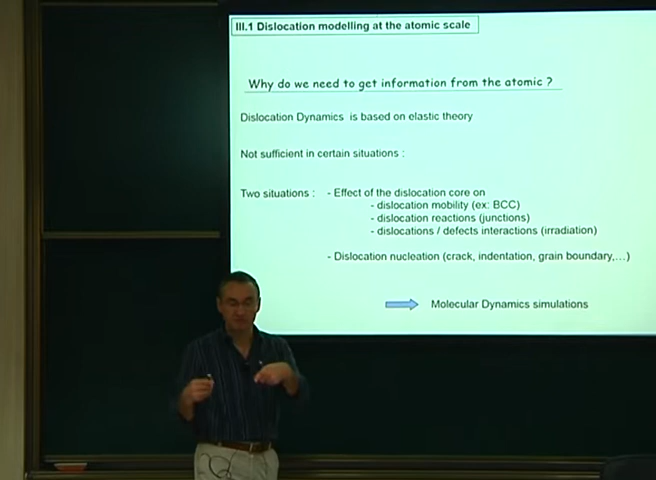 III.1 Dislocation modelling at the atomic scale
Why do we need to get information from the atomic ?
Dislocation Dynamics is based on elastic theory
Not sufficient in certain situations :
Two situations : - Effect of the dislocation core on
- dislocation mobility (ex: BCC)
- dislocation reactions (junctions)
- dislocations / defects interactions (irradiation)
- Dislocation nucleation (crack, indentation, grain boundary,...)
Molecular Dynamics simulations